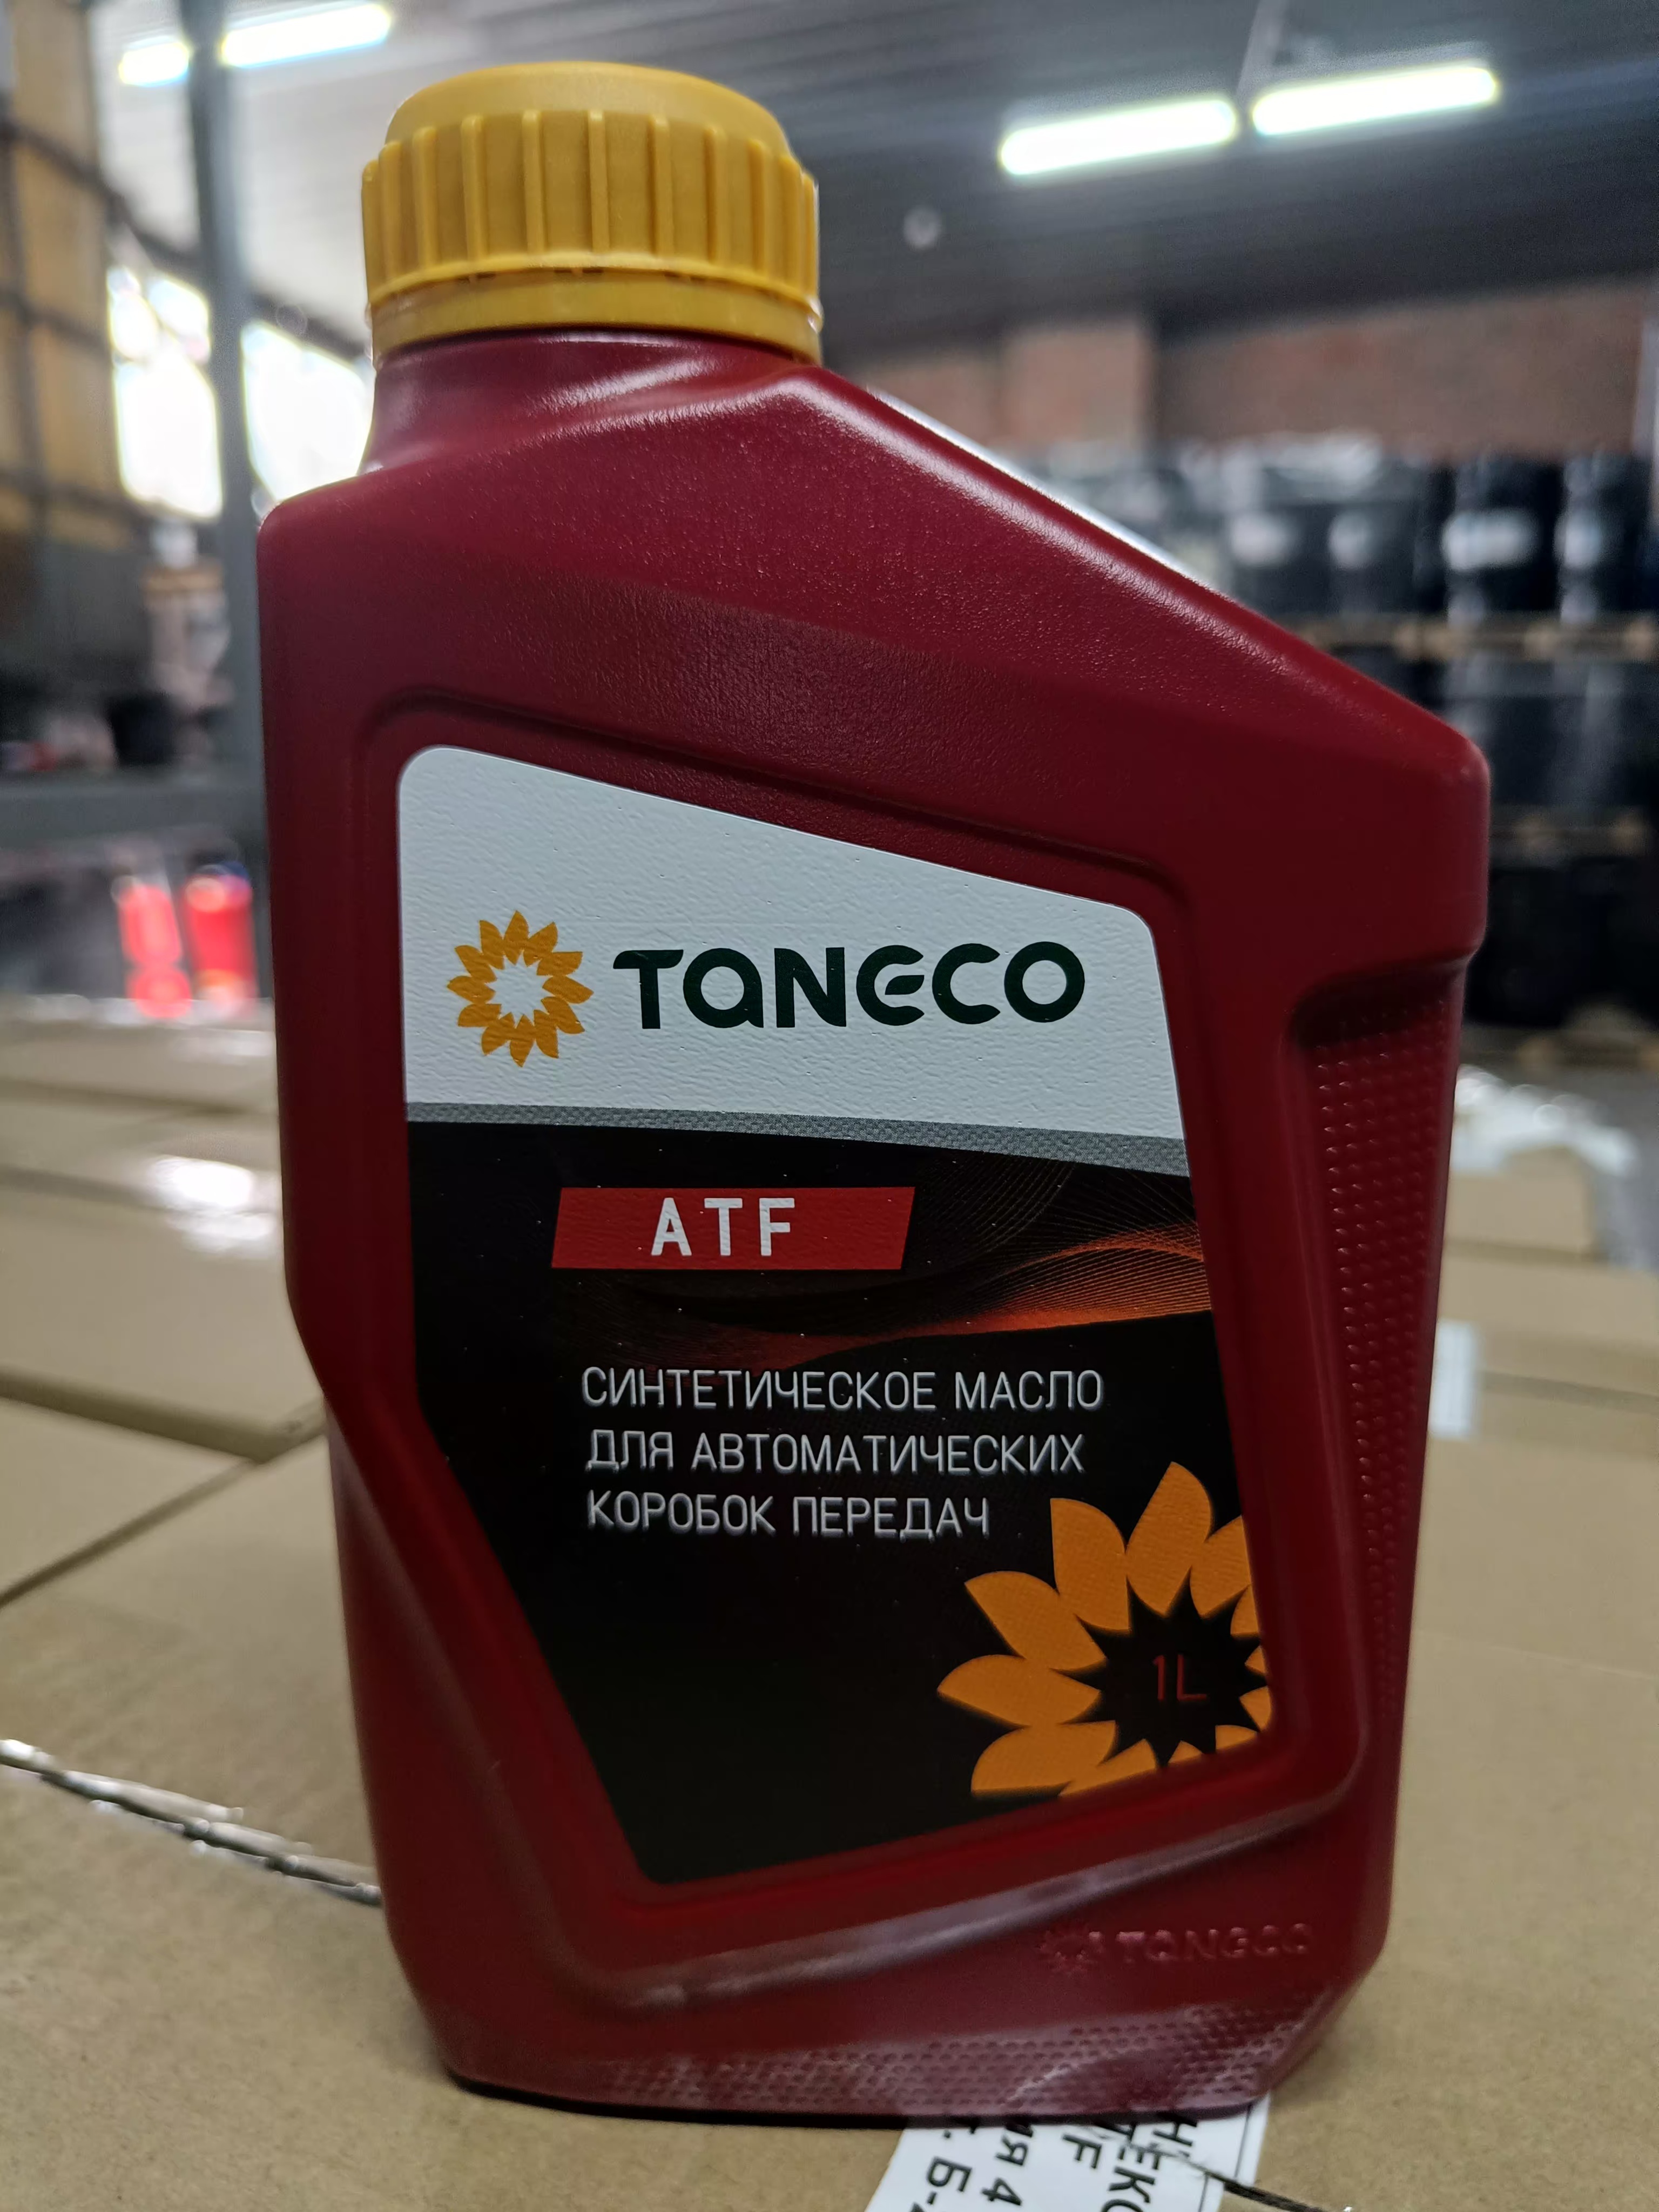 TANECO
ATF
СИНТЕТИЧЕСКОЕ МАСЛО
ДЛЯ АВТОМАТИЧЕСКИХ
КОРОБОК ПЕРЕДАЧ
1L
TANECO